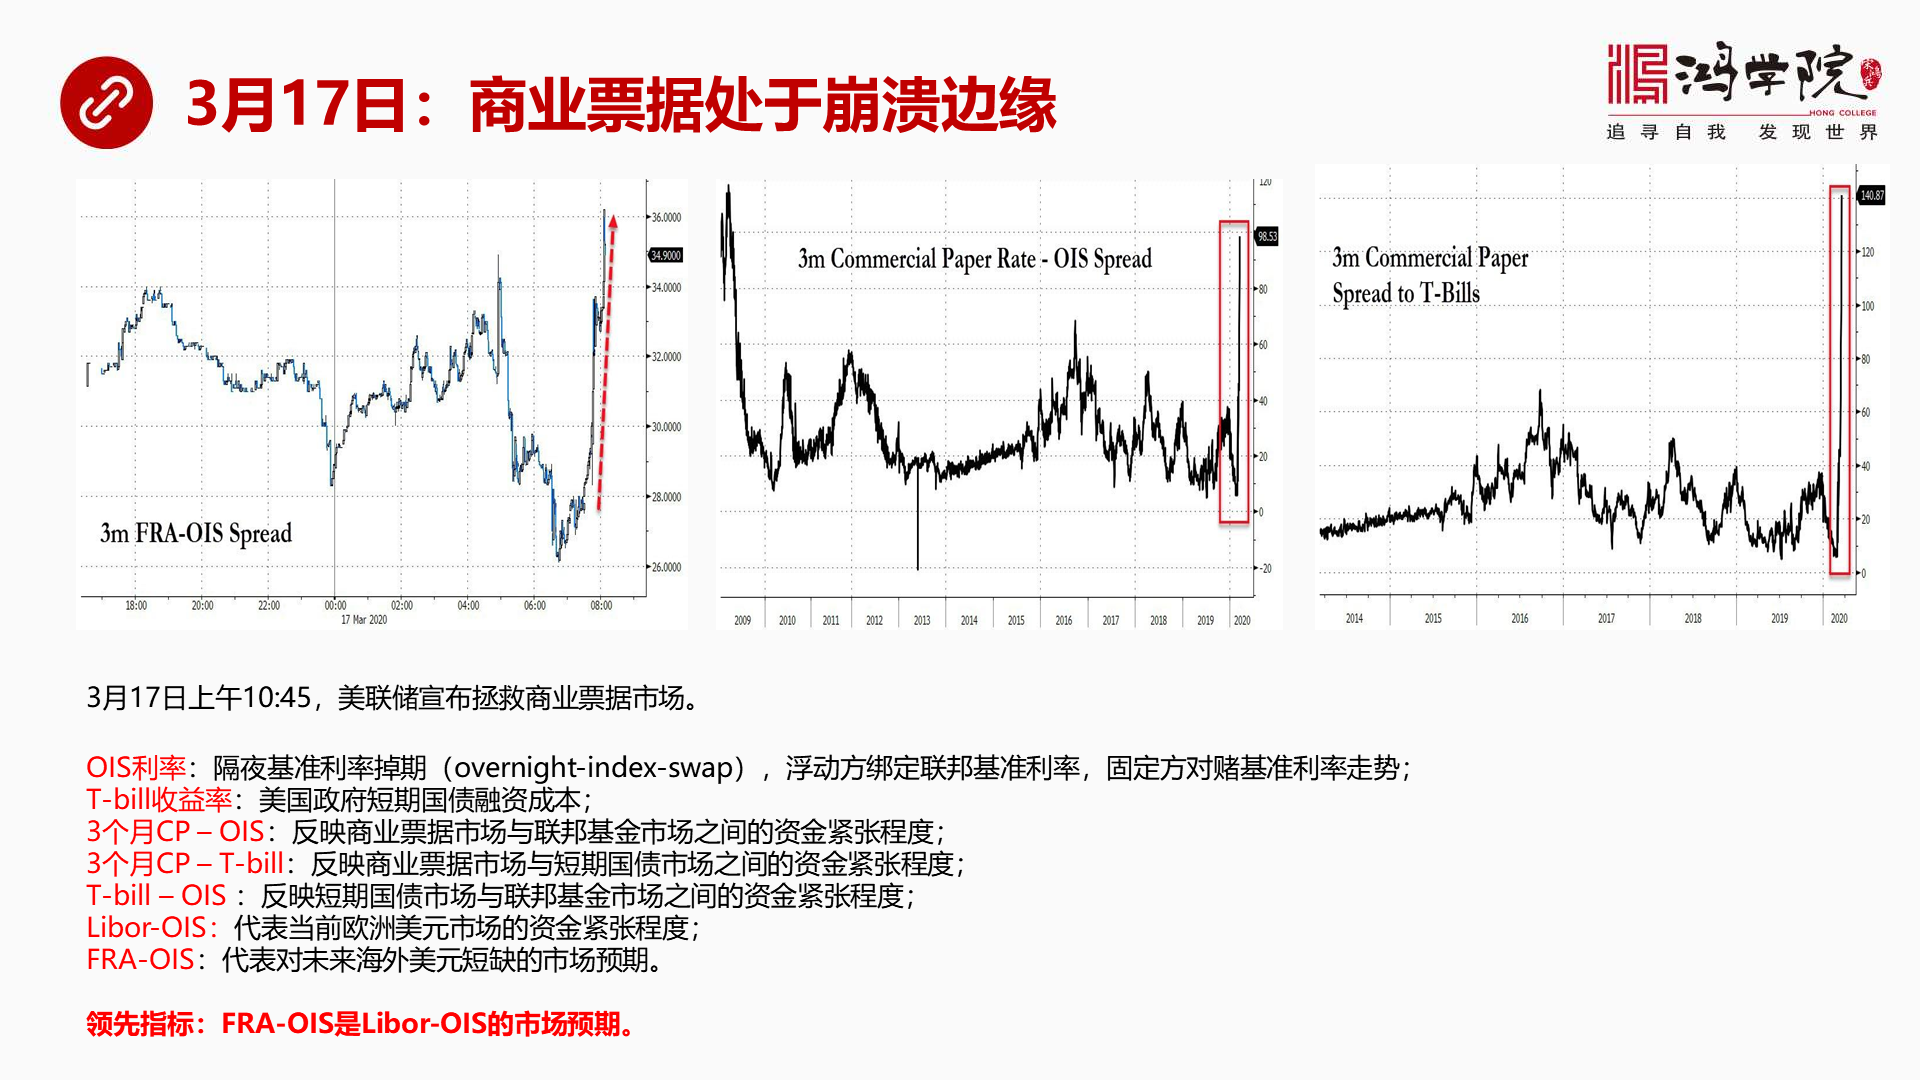 3月17日：商业票据处于崩溃边缘
鸿学院
HONG COLLEGE
追寻自我 发现世界
3m FRA-OIS Spread
36.0000
34.9000
34.0000
32.0000
30.0000
28.0000
26.0000
18:00 20:00 22:00 00:00 02:00 04:00 06:00 08:00
17 Mar 2020
3m Commercial Paper Rate - OIS Spread
120
98.53
80
60
40
20
0
-20
2009 2010 2011 2012 2013 2014 2015 2016 2017 2018 2019 2020
3m Commercial Paper
Spread to T-Bills
140.87
120
100
80
60
40
20
0
2014 2015 2016 2017 2018 2019 2020
3月17日上午10:45，美联储宣布拯救商业票据市场。
OIS利率：隔夜基准利率掉期（overnight-index-swap），浮动方绑定联邦基准利率，固定方对赌基准利率走势；
T-bill收益率：美国政府短期国债融资成本；
3个月CP – OIS：反映商业票据市场与联邦基金市场之间的资金紧张程度；
3个月CP – T-bill：反映商业票据市场与短期国债市场之间的资金紧张程度；
T-bill – OIS ：反映短期国债市场与联邦基金市场之间的资金紧张程度；
Libor-OIS：代表当前欧洲美元市场的资金紧张程度；
FRA-OIS：代表对未来海外美元短缺的市场预期。
领先指标：FRA-OIS是Libor-OIS的市场预期。